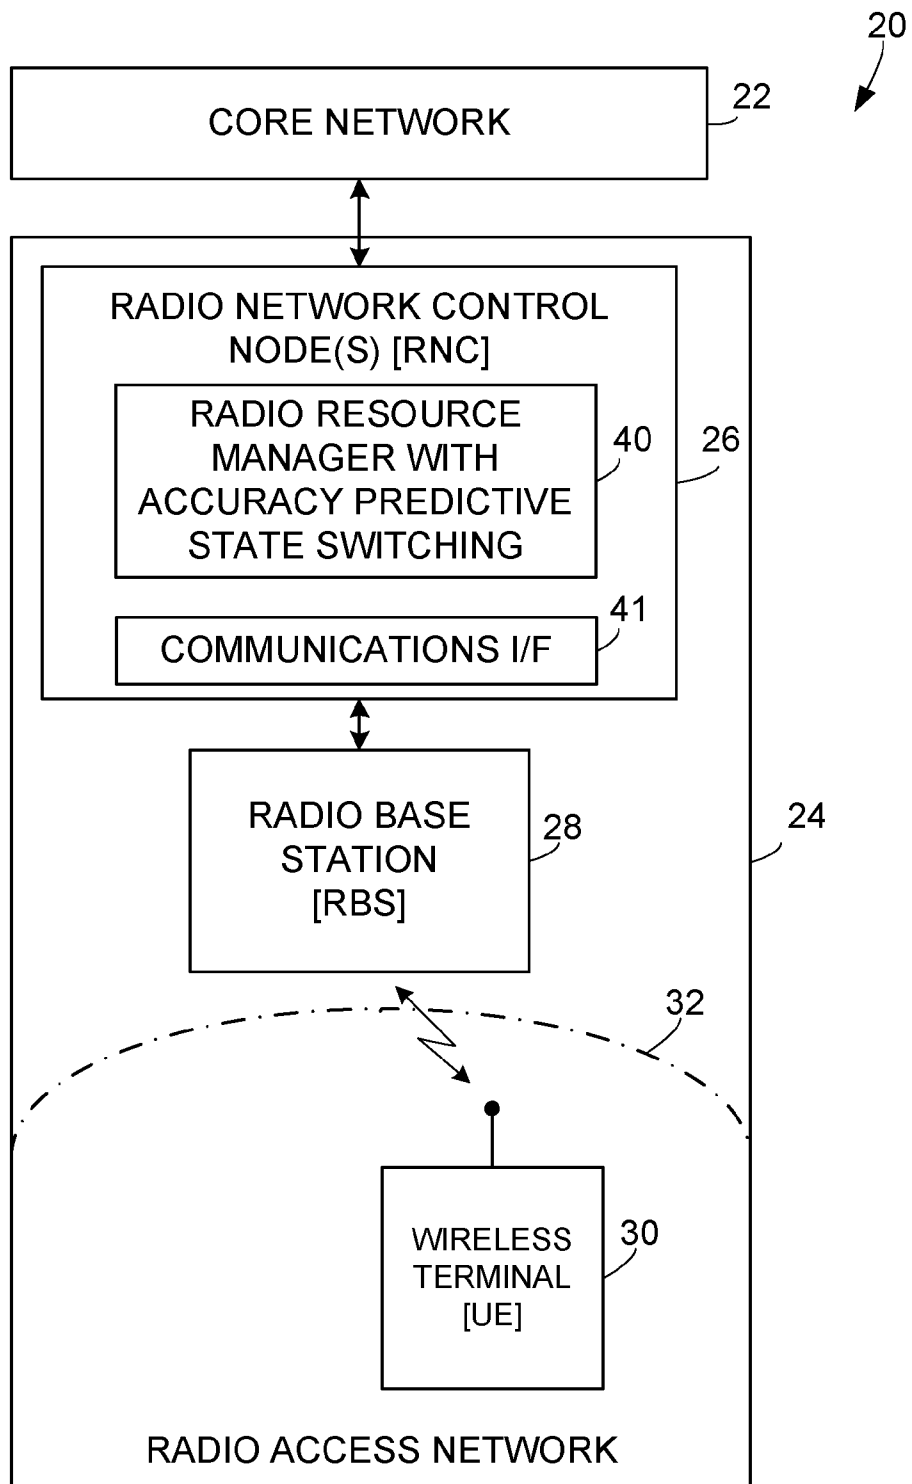 20
CORE NETWORK
22
RADIO NETWORK CONTROL
NODE(S) [RNC]
RADIO RESOURCE
MANAGER WITH
ACCURACY PREDICTIVE
STATE SWITCHING
40
26
41
COMMUNICATIONS I/F
RADIO BASE
STATION
[RBS]
28
24
32
WIRELESS
TERMINAL
[UE]
30
RADIO ACCESS NETWORK